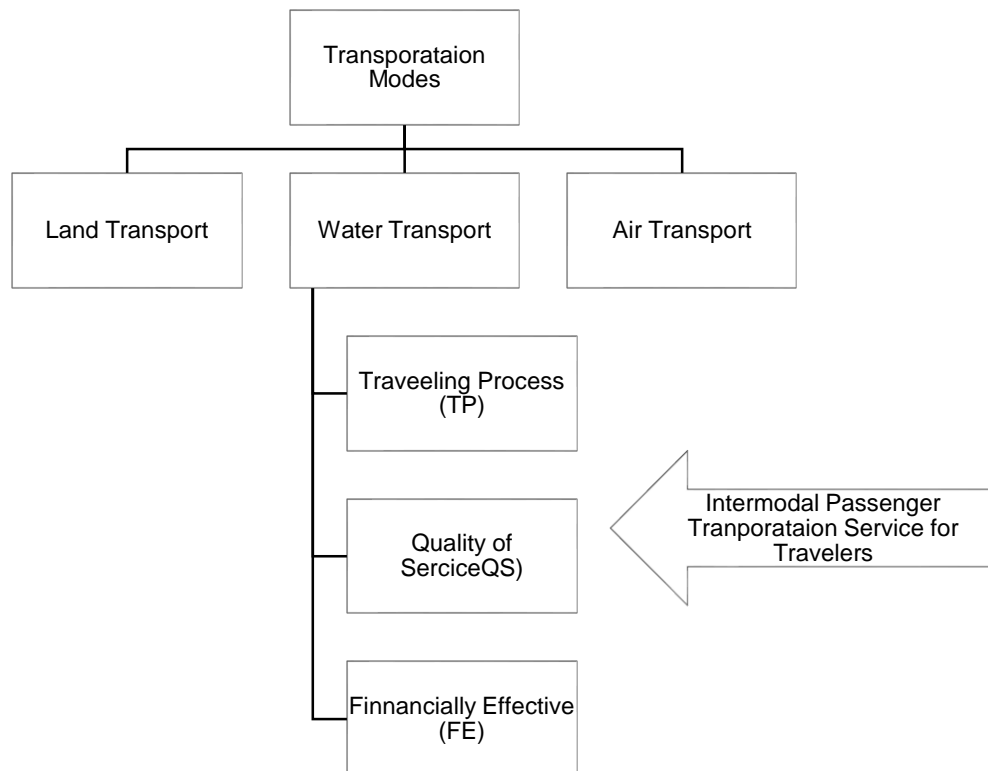 Transporataion
Modes
Land Transport
Water Transport
Air Transport
Traveeling Process
(TP)
Quality of
SerciceQS)
Finnancially Effective
(FE)
Intermodal Passenger
Tranporataion Service for
Travelers